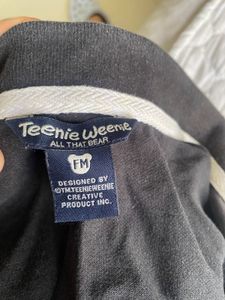 Teenie Weenie
ALL THAT BEAR
FM
DESIGNED BY
©TM.TEENIEWEENIE
CREATIVE
PRODUCT INC.